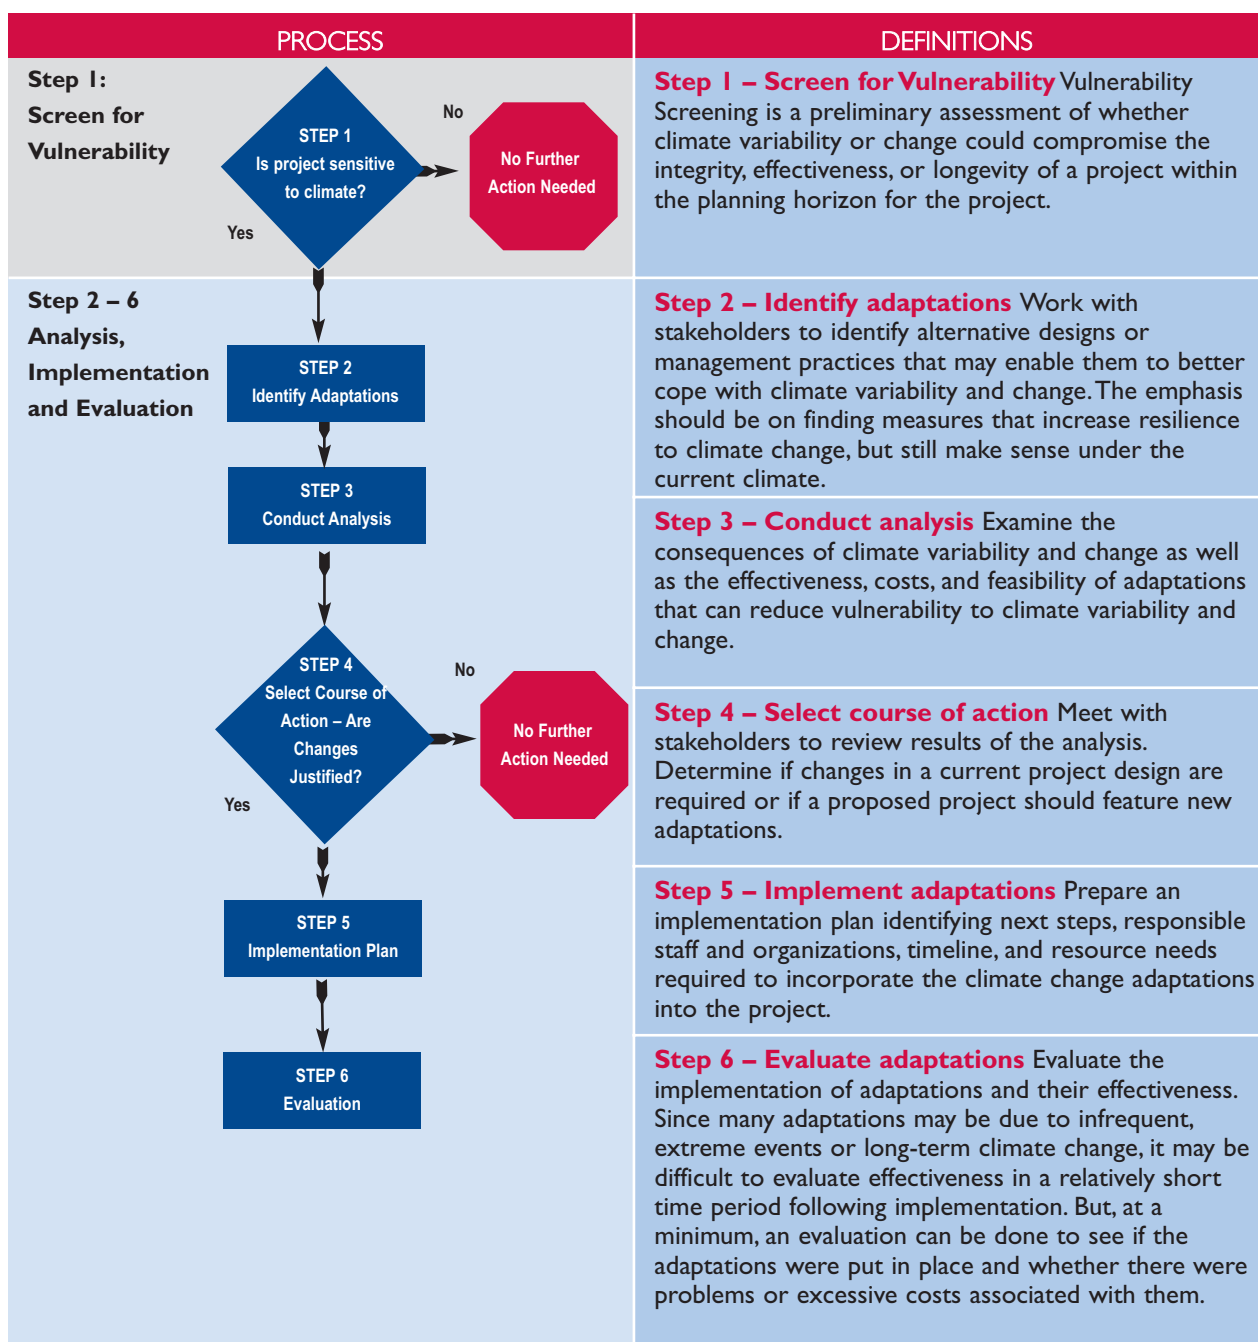 PROCESS
DEFINITIONS
Step 1:
Screen for
Vulnerability
STEP 1
Is project sensitive
to climate?
No
No Further
Action Needed
Yes
Step 1 – Screen for Vulnerability Vulnerability
Screening is a preliminary assessment of whether
climate variability or change could compromise the
integrity, effectiveness, or longevity of a project within
the planning horizon for the project.
Step 2 – 6
Analysis,
Implementation
and Evaluation
STEP 2
Identify Adaptations
Step 2 – Identify adaptations Work with
stakeholders to identify alternative designs or
management practices that may enable them to better
cope with climate variability and change. The emphasis
should be on finding measures that increase resilience
to climate change, but still make sense under the
current climate.
STEP 3
Conduct Analysis
Step 3 – Conduct analysis Examine the
consequences of climate variability and change as well
as the effectiveness, costs, and feasibility of adaptations
that can reduce vulnerability to climate variability and
change.
STEP 4
Select Course of
Action – Are
Changes
Justified?
No
No Further
Action Needed
Yes
Step 4 – Select course of action Meet with
stakeholders to review results of the analysis.
Determine if changes in a current project design are
required or if a proposed project should feature new
adaptations.
STEP 5
Implementation Plan
Step 5 – Implement adaptations Prepare an
implementation plan identifying next steps, responsible
staff and organizations, timeline, and resource needs
required to incorporate the climate change adaptations
into the project.
STEP 6
Evaluation
Step 6 – Evaluate adaptations Evaluate the
implementation of adaptations and their effectiveness.
Since many adaptations may be due to infrequent,
extreme events or long-term climate change, it may be
difficult to evaluate effectiveness in a relatively short
time period following implementation. But, at a
minimum, an evaluation can be done to see if the
adaptations were put in place and whether there were
problems or excessive costs associated with them.